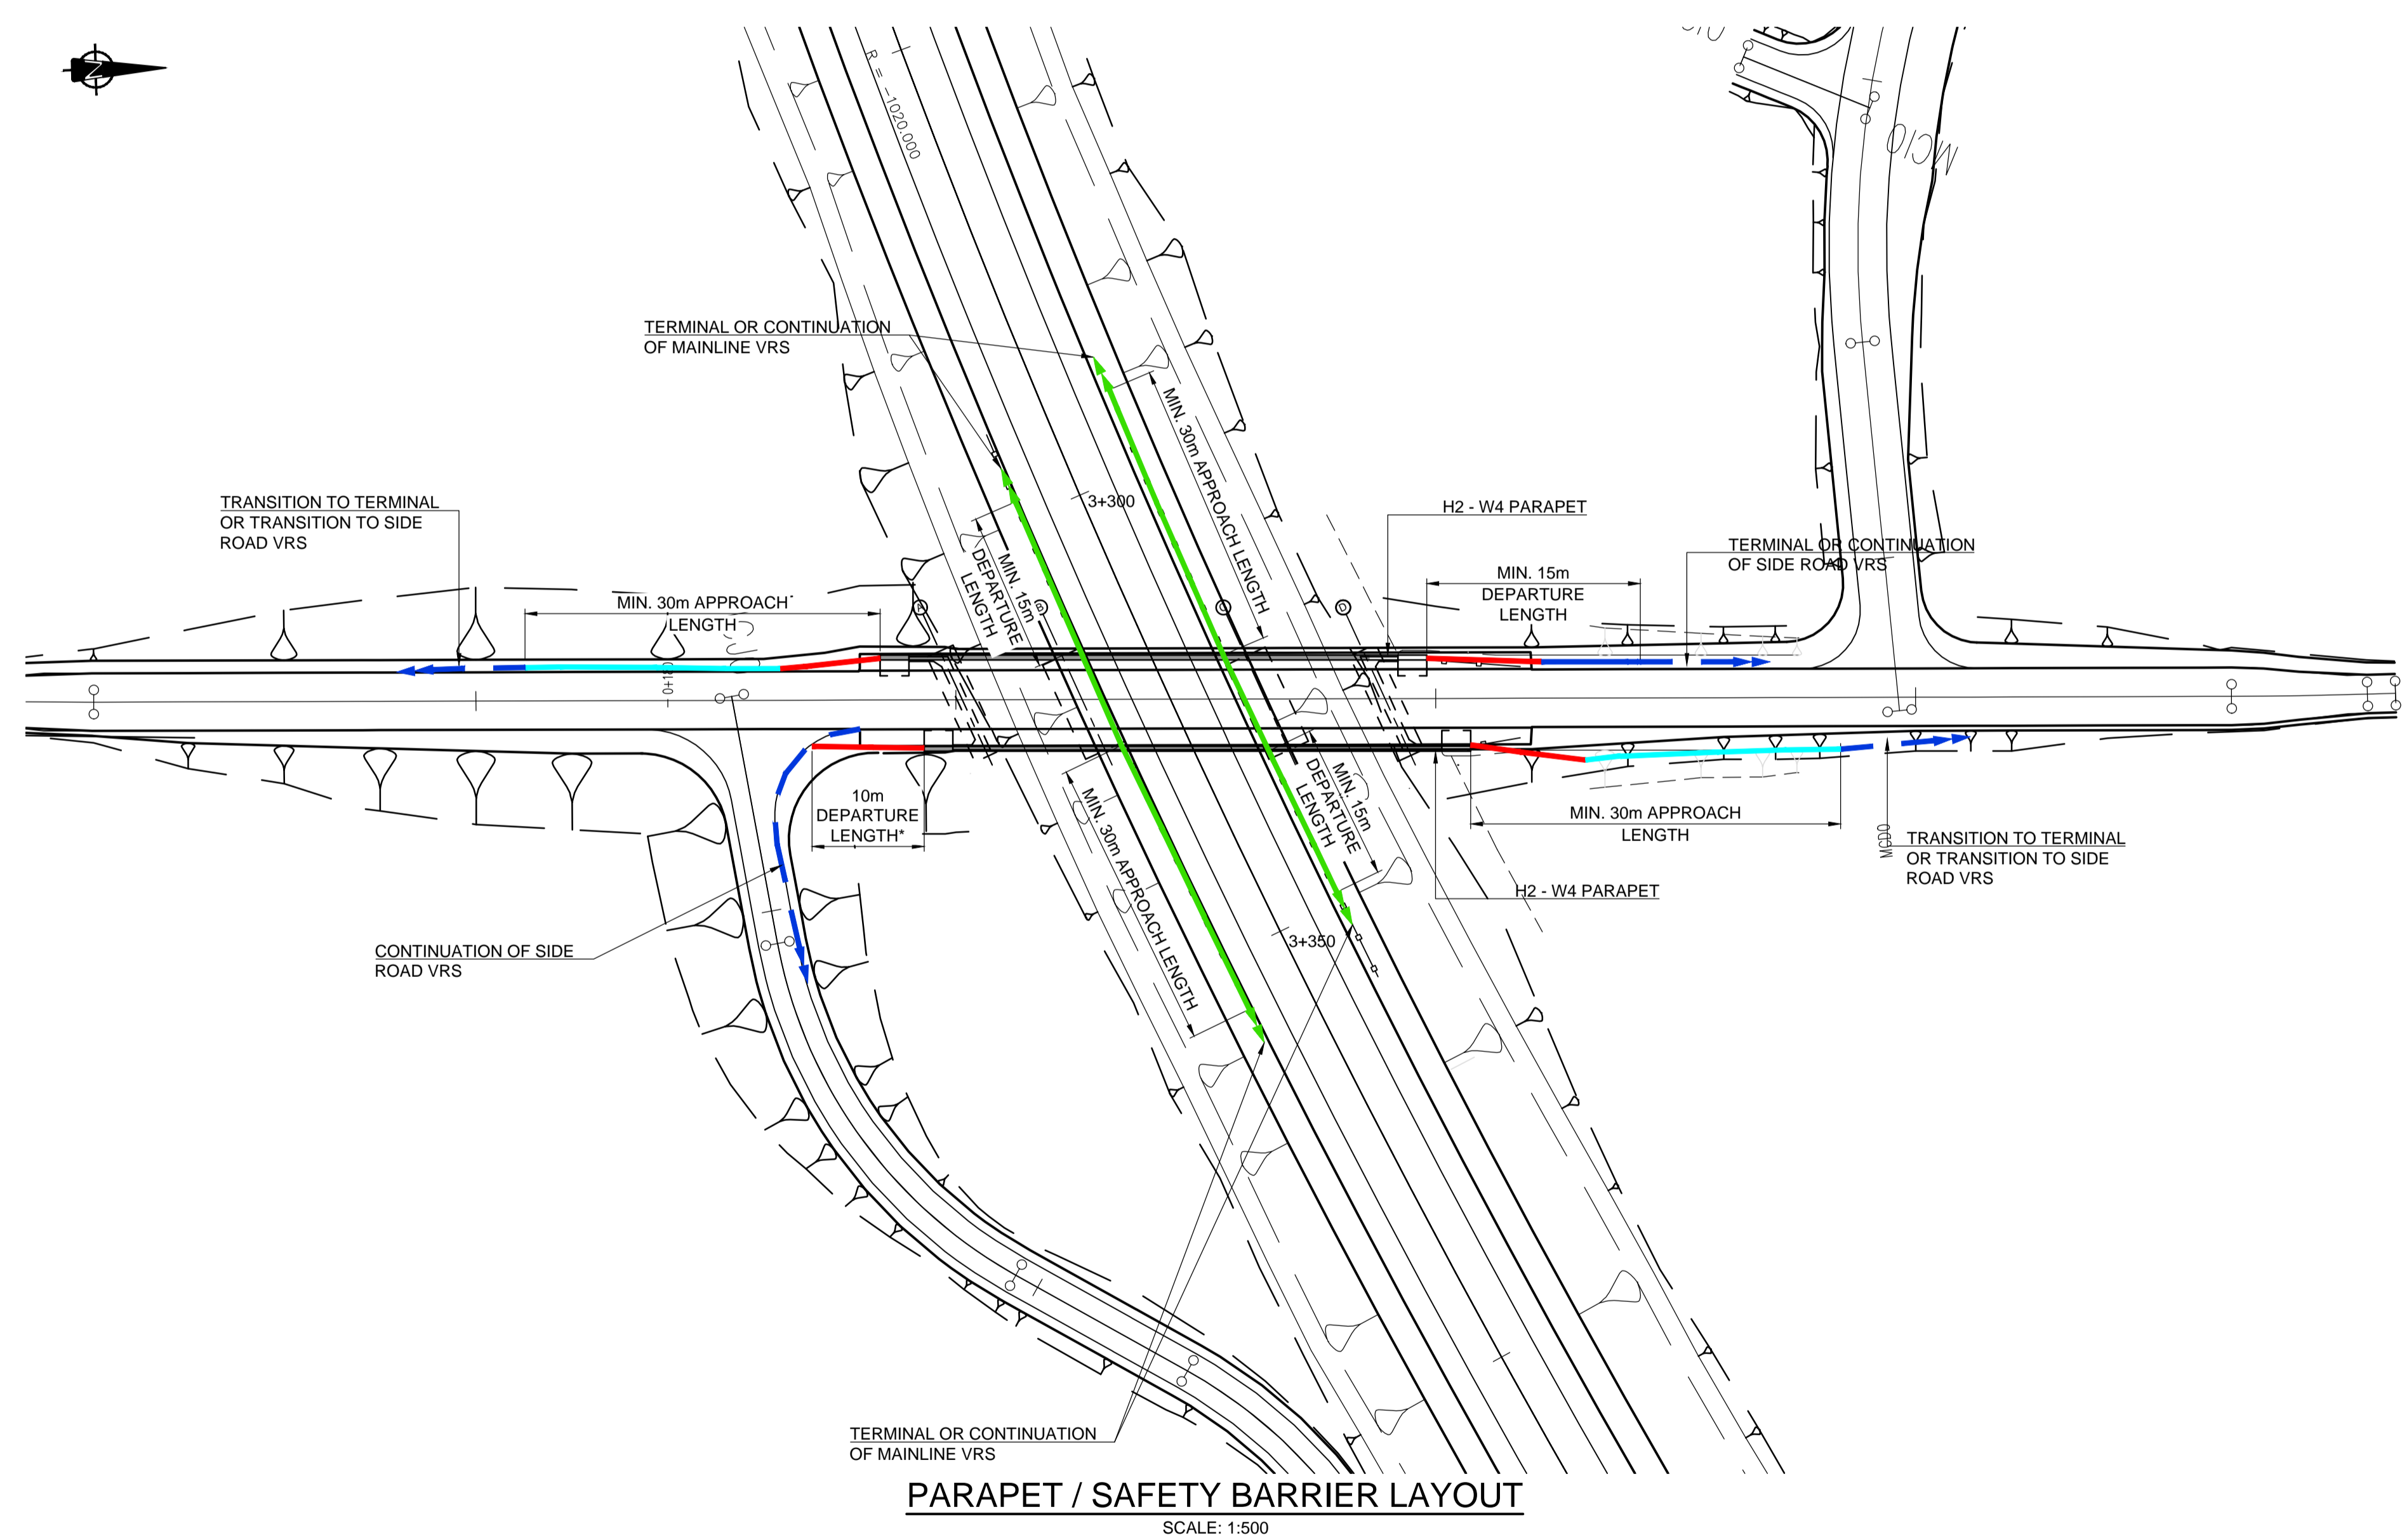 N
R = -1020.000
TERMINAL OR CONTINUATION
OF MAINLINE VRS
MIN. 30m APPROACH LENGTH
3+300
TRANSITION TO TERMINAL
OR TRANSITION TO SIDE
ROAD VRS
H2 - W4 PARAPET
MIN. 15m
DEPARTURE
LENGTH
TERMINAL OR CONTINUATION
OF SIDE ROAD VRS
MIN. 15m
DEPARTURE
LENGTH
MIN. 30m APPROACH*
LENGTH
A
B
C
D
10m
DEPARTURE
LENGTH*
MIN. 15m
DEPARTURE
LENGTH
MIN. 30m APPROACH LENGTH
MIN. 30m APPROACH
LENGTH
TRANSITION TO TERMINAL
OR TRANSITION TO SIDE
ROAD VRS
H2 - W4 PARAPET
3+350
CONTINUATION OF SIDE
ROAD VRS
TERMINAL OR CONTINUATION
OF MAINLINE VRS
PARAPET / SAFETY BARRIER LAYOUT
SCALE: 1:500